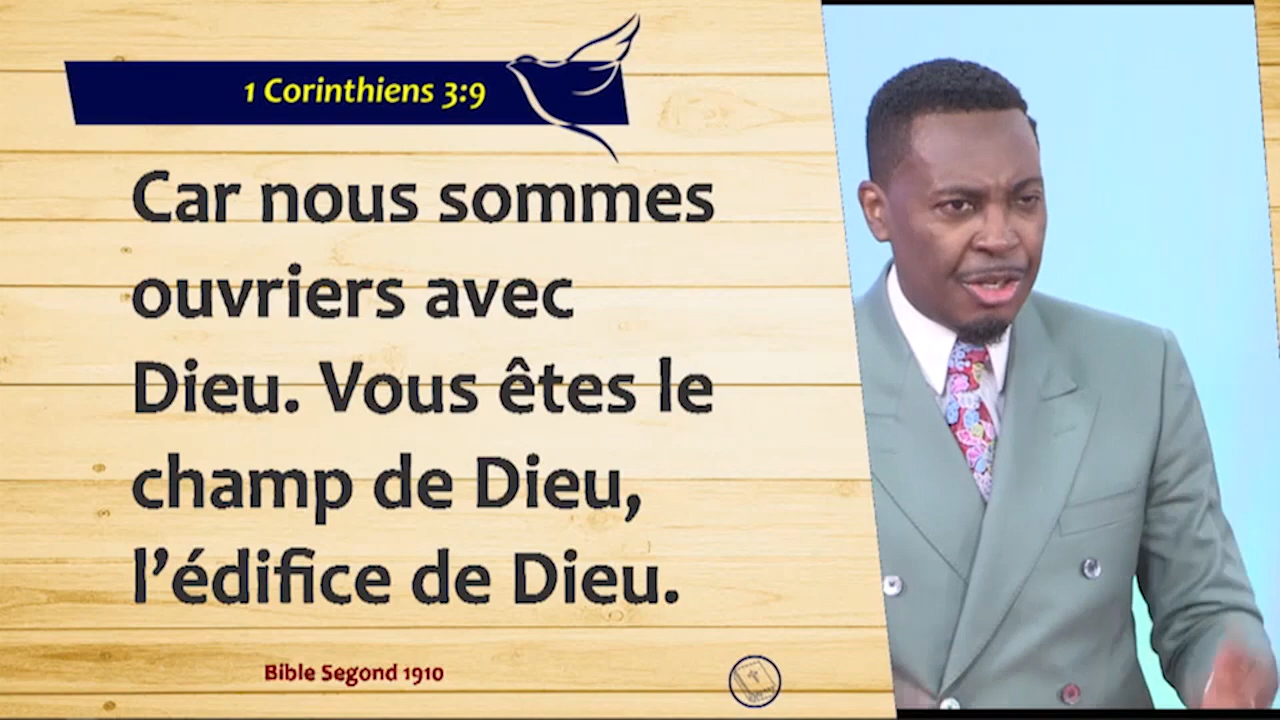 1 Corinthiens 3:9
Car nous sommes
ouvriers avec
Dieu. Vous êtes le
champ de Dieu,
l’édifice de Dieu.
Bible Segond 1910